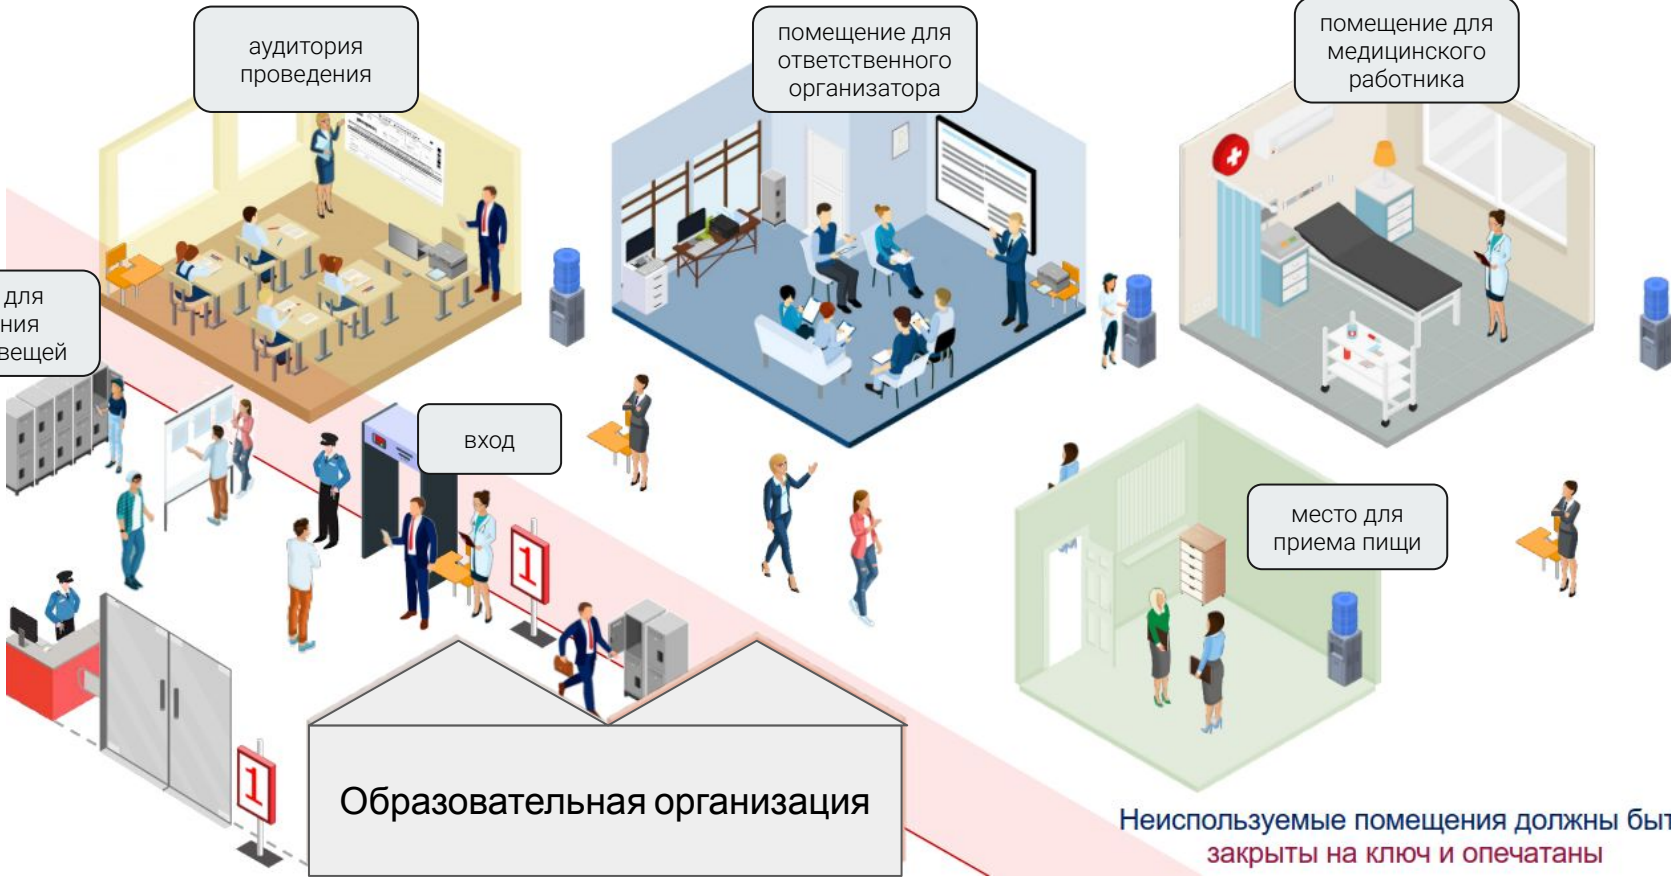 аудитория
проведения
помещение для
ответственного
организатора
помещение для
медицинского
работника
для
ния
вещей
вход
место для
приема пищи
1
1
Образовательная организация
Неиспользуемые помещения должны быт
закрыты на ключ и опечатаны